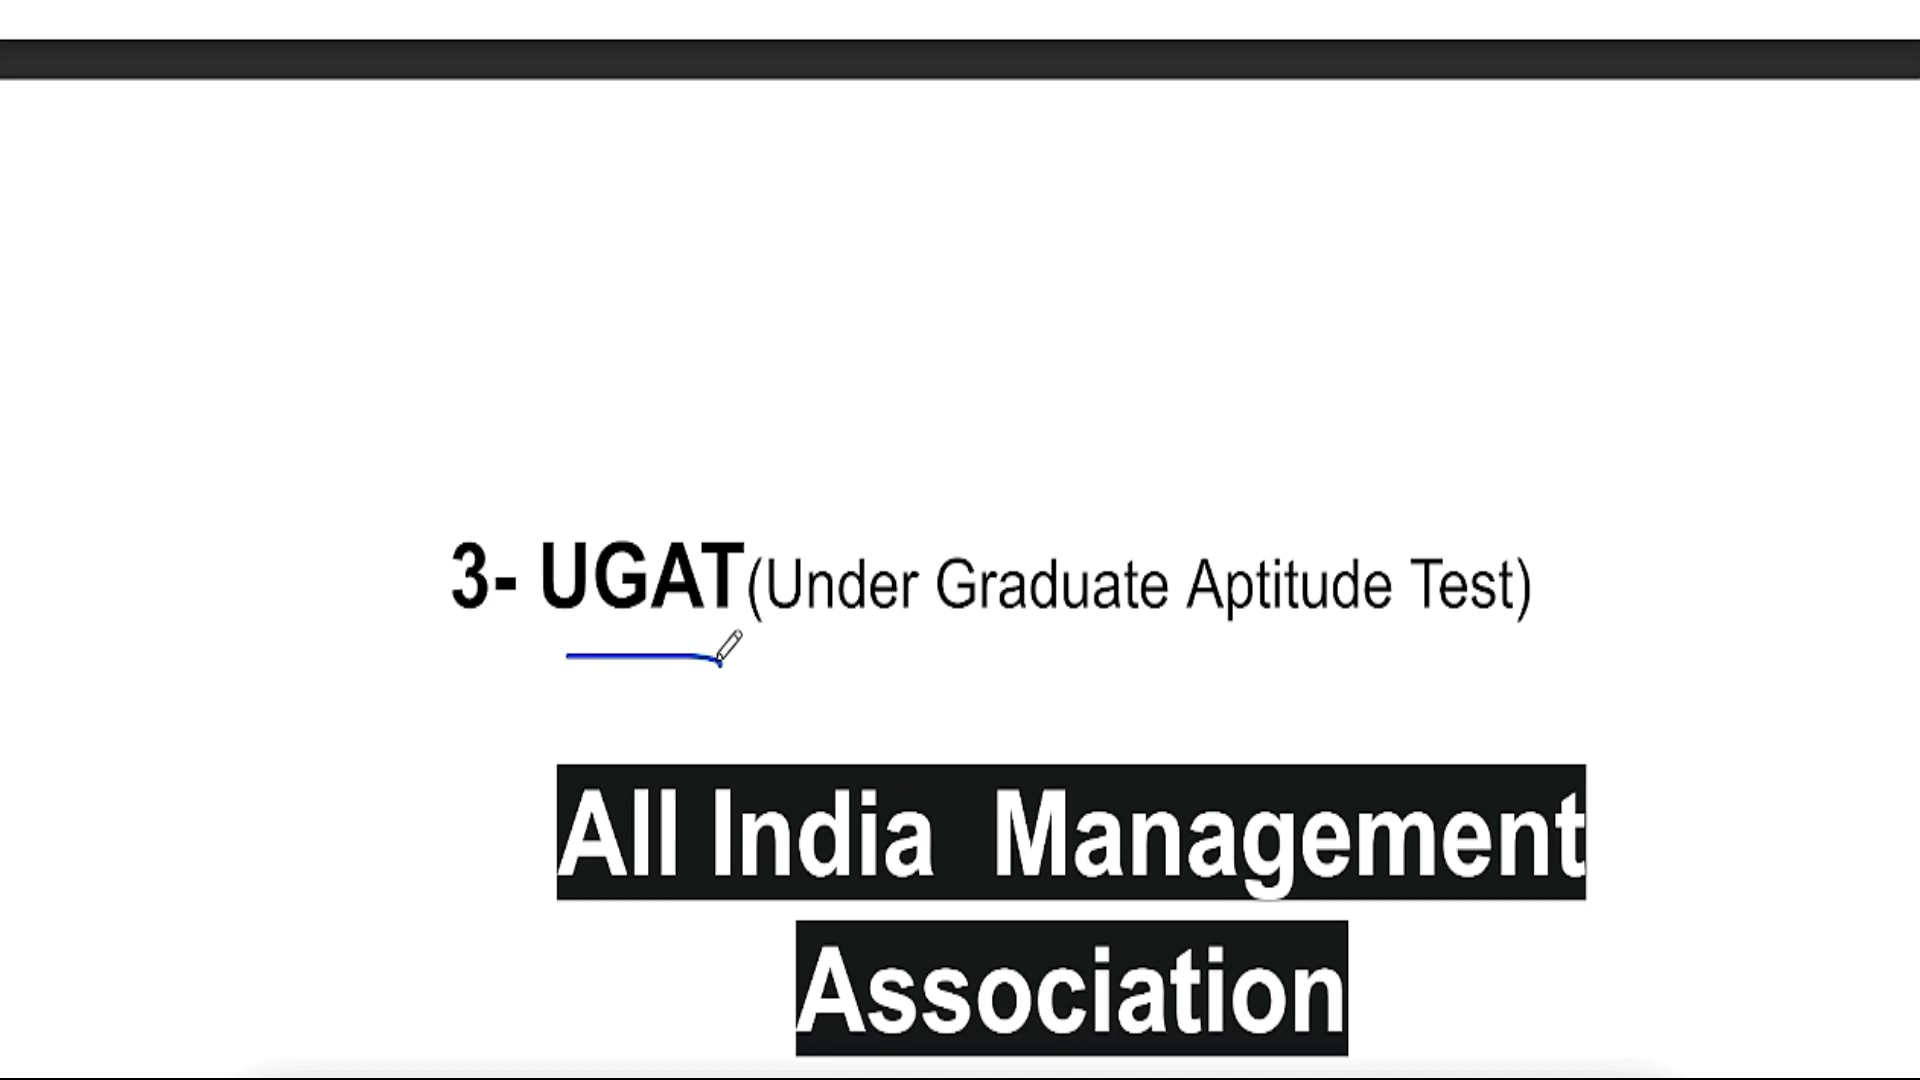 3- UGAT(Under Graduate Aptitude Test)
All India  Management
Association